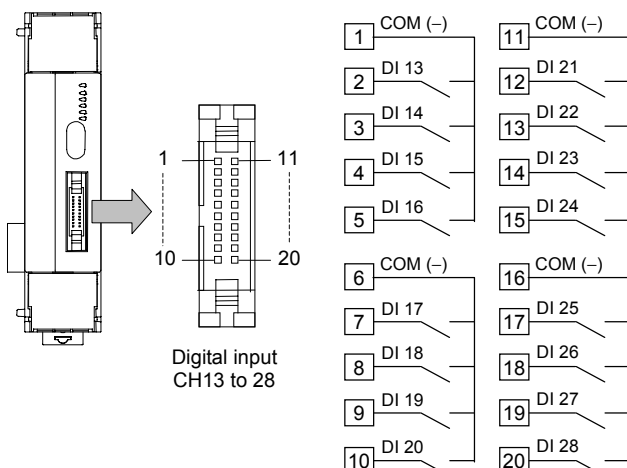 1 11
10 20
Digital input
CH13 to 28
1 COM (−)
2 DI 13
3 DI 14
4 DI 15
5 DI 16
6 COM (−)
7 DI 17
8 DI 18
9 DI 19
10 DI 20
11 COM (−)
12 DI 21
13 DI 22
14 DI 23
15 DI 24
16 COM (−)
17 DI 25
18 DI 26
19 DI 27
20 DI 28